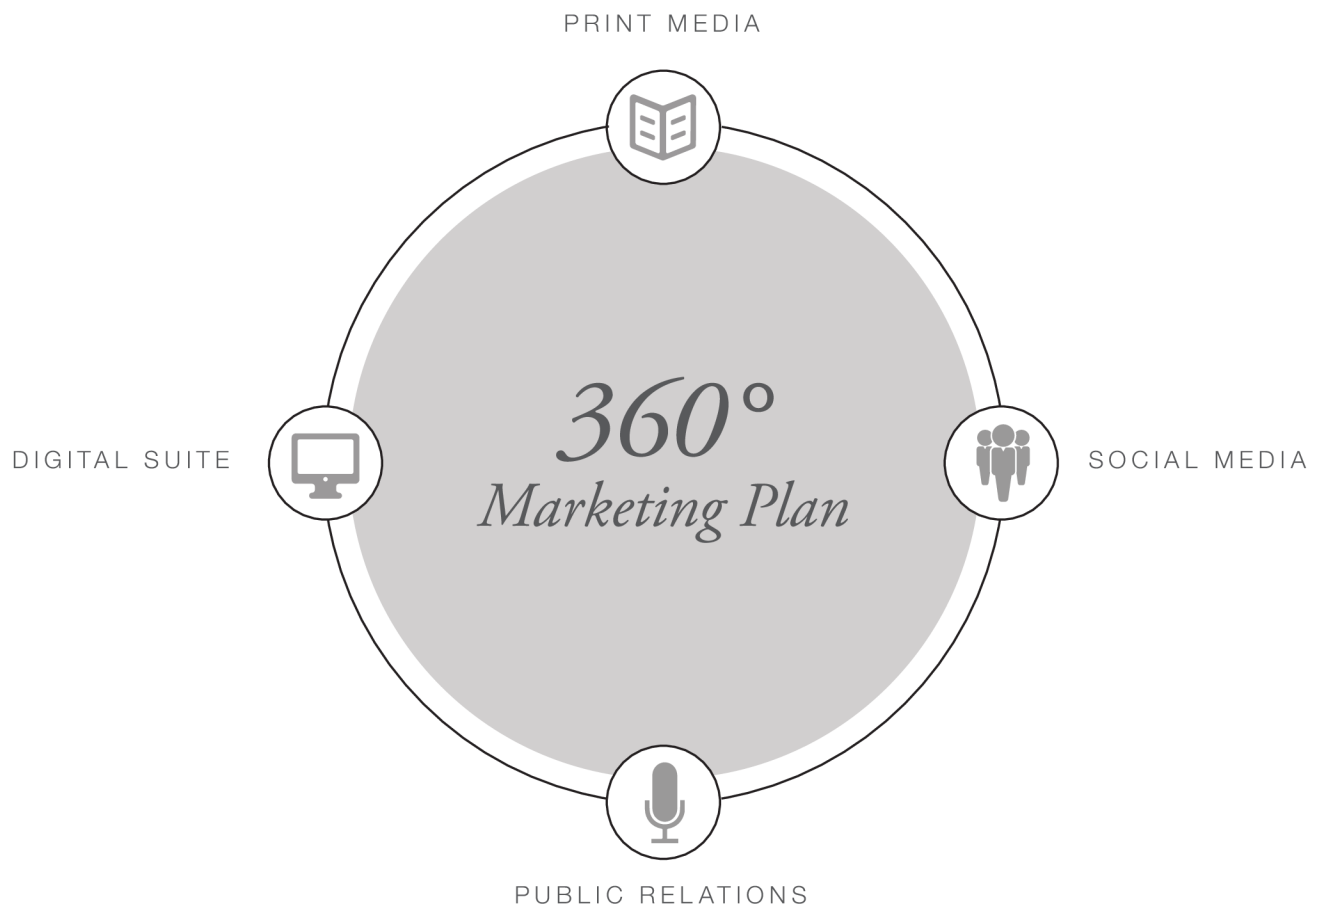 PRINT MEDIA
360°
Marketing Plan
DIGITAL SUITE
SOCIAL MEDIA
PUBLIC RELATIONS